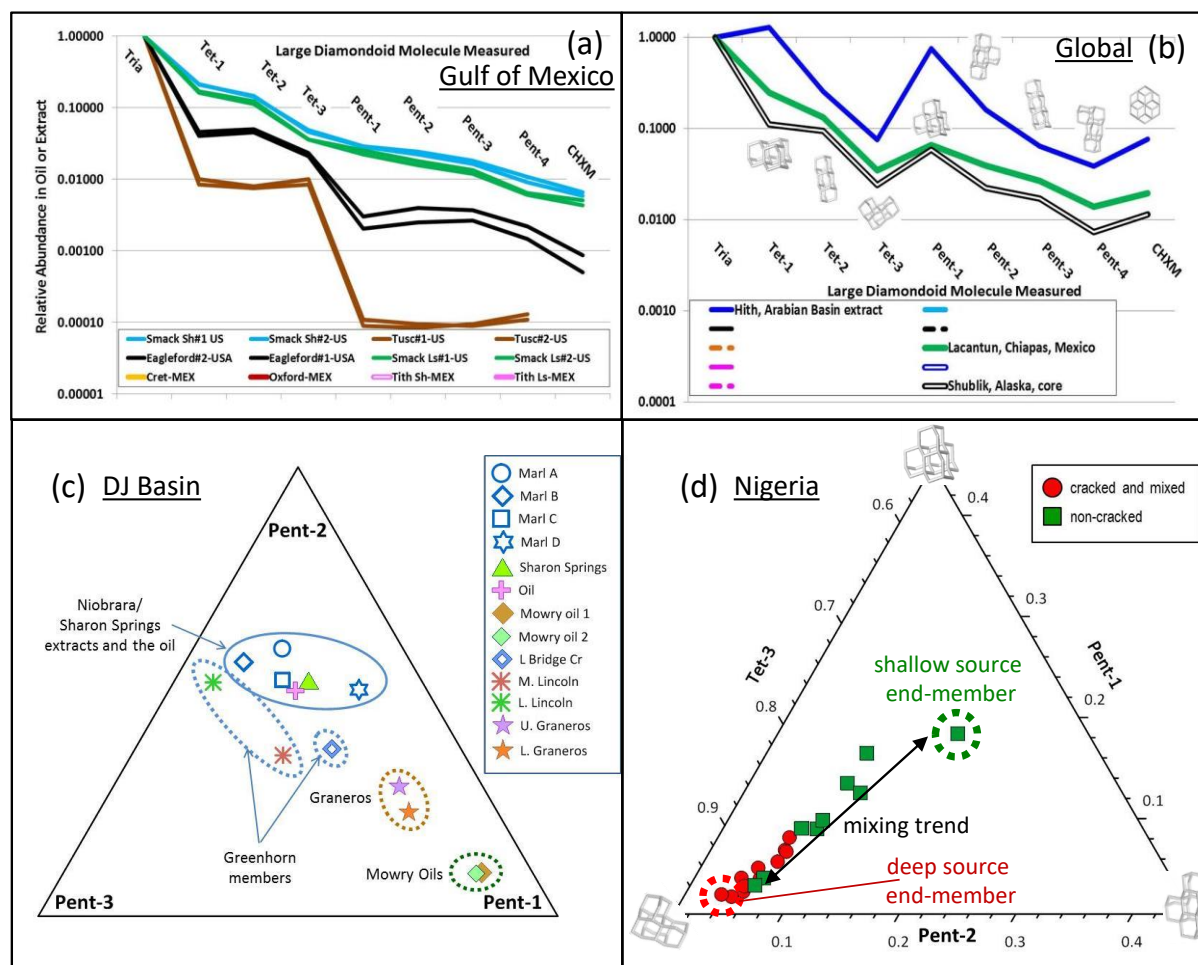 (a)
Large Diamondoid Molecule Measured
Gulf of Mexico
Relative Abundance in Oil or Extract
1.00000
0.10000
0.01000
0.00100
0.00010
0.00001
Tria
Tet-1
Tet-2
Tet-3
Pent-1
Pent-2
Pent-3
Pent-4
CHXM
Smack Sh#1 US
Smack Sh#2-US
Tusc#1-US
Tusc#2-US
Eagleford#2-USA
Eagleford#1-USA
Smack Ls#1-US
Smack Ls#2-US
Cret-MEX
Oxford-MEX
Tith Sh-MEX
Tith Ls-MEX
Global (b)
1.0000
0.1000
0.0100
0.0010
0.0001
Tria
Tet-1
Tet-2
Tet-3
Pent-1
Pent-2
Pent-3
Pent-4
CHXM
Large Diamondoid Molecule Measured
Hith, Arabian Basin extract
Lacantun, Chiapas, Mexico
Shublik, Alaska, core
(c) DJ Basin
Pent-2
Niobrara/
Sharon Springs
extracts and the oil
Graneros
Greenhorn
members
Mowry Oils
Pent-3
Pent-1
Marl A
Marl B
Marl C
Marl D
Sharon Springs
Oil
Mowry oil 1
Mowry oil 2
L Bridge Cr
M. Lincoln
L. Lincoln
U. Graneros
L. Graneros
(d) Nigeria
cracked and mixed
non-cracked
0.6
0.7
0.8
0.9
Tet-3
0.4
0.3
0.2
0.1
Pent-1
shallow source
end-member
mixing trend
deep source
end-member
0.1
0.2
0.3
0.4
Pent-2